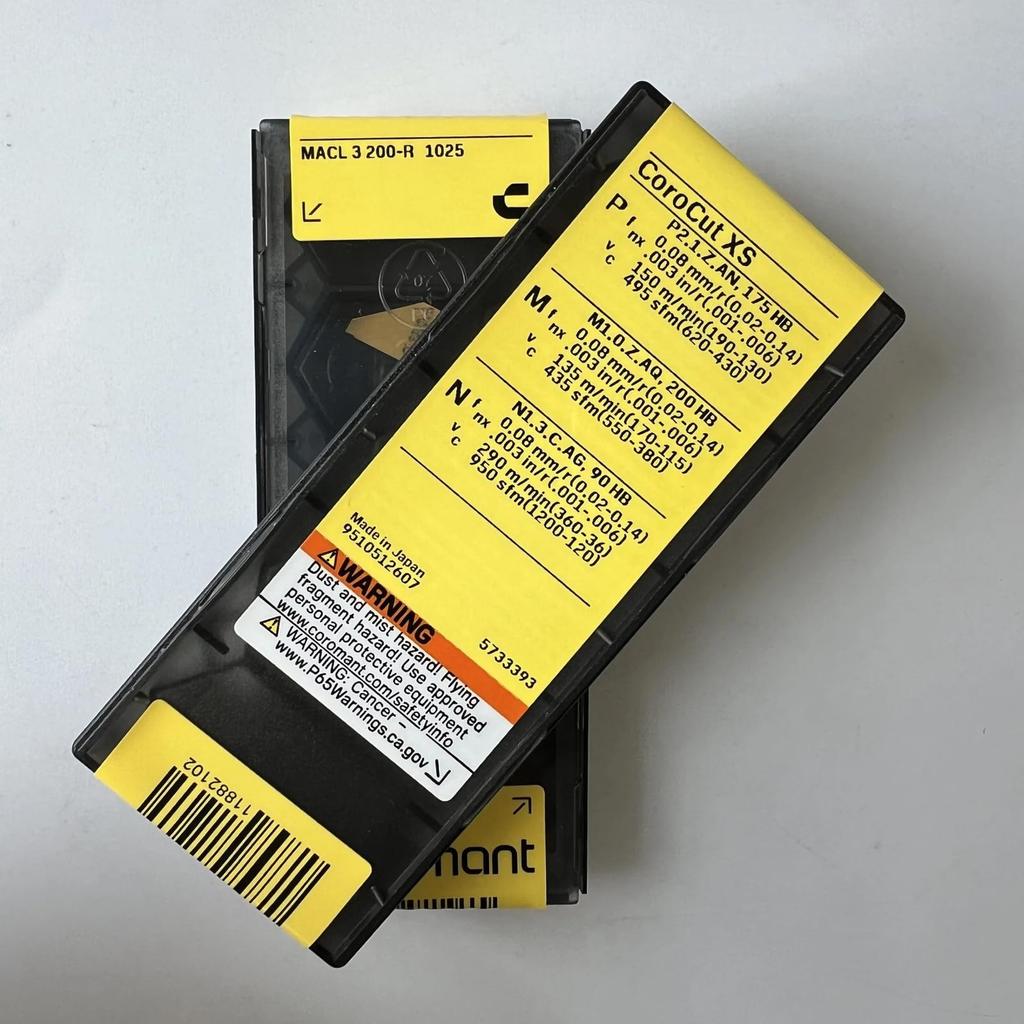 MACL 3 200-R 1025
CoroCut XS
P P2.1.Z.AN, 175 HB
fnx 0.08 mm/r(0.02-0.14)
.003 in/r(.001-.006)
vc 150 m/min(190-130)
495 sfm(620-430)
M M1.0.Z.AQ, 200 HB
fnx 0.08 mm/r(0.02-0.14)
.003 in/r(.001-.006)
vc 135 m/min(170-115)
435 sfm(550-380)
N N1.3.C.AG, 90 HB
fnx 0.08 mm/r(0.02-0.14)
.003 in/r(.001-.006)
vc 290 m/min(360-36)
950 sfm(1200-120)
Made in Japan
9510512607
5733393
WARNING
Dust and mist hazard! Flying
fragment hazard! Use approved
personal protective equipment
www.coromant.com/safetyinfo
WARNING: Cancer –
www.P65Warnings.ca.gov
11882102
mant
07